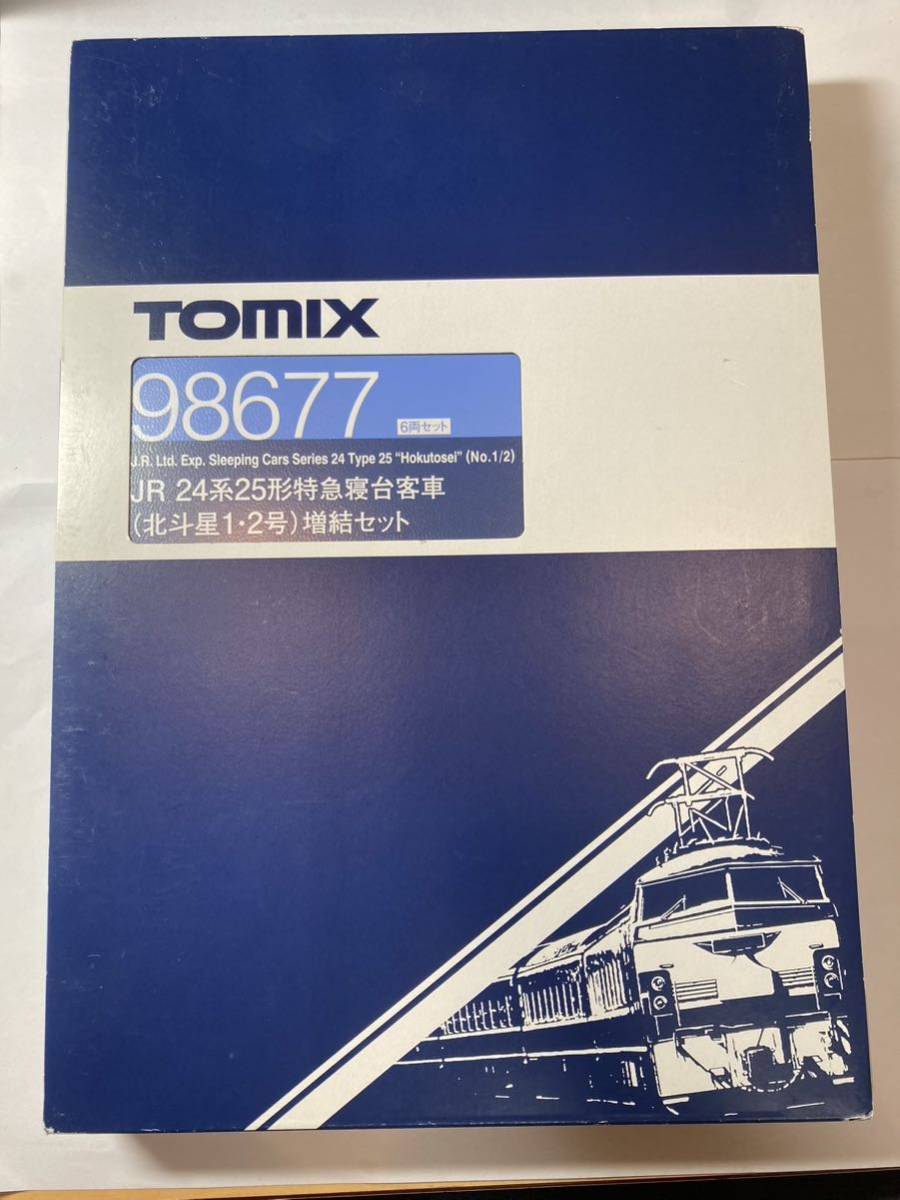 TOMIX
98677 6両セット
J.R. Ltd. Exp. Sleeping Cars Series 24 Type 25 "Hokutosei" (No.1/2)
JR 24系25形特急寝台客車
(北斗星1・2号)増結セット